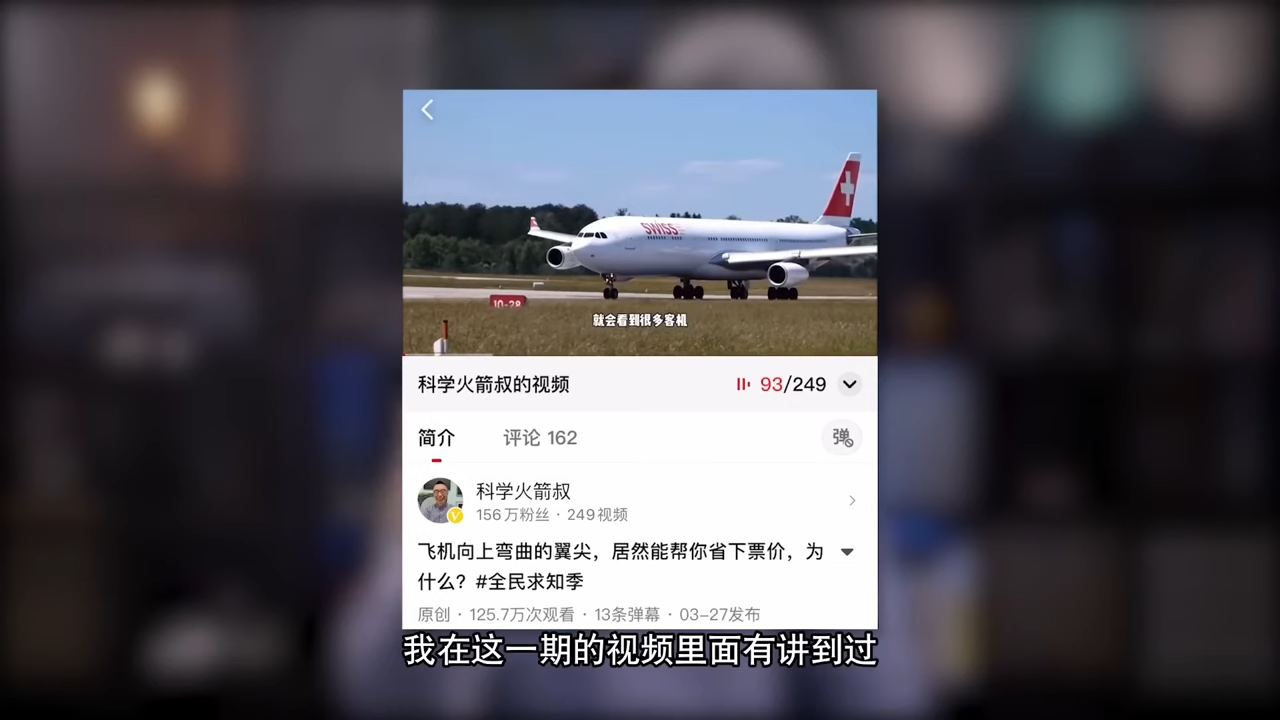 SWISS
10-28
就会看到很多客机
科学火箭叔的视频
93/249
简介
评论 162
弹
科学火箭叔
156万粉丝 · 249视频
飞机向上弯曲的翼尖，居然能帮你省下票价，为
什么？#全民求知季
原创 · 125.7万次观看 · 13条弹幕 · 03-27发布
我在这一期的视频里面有讲到过